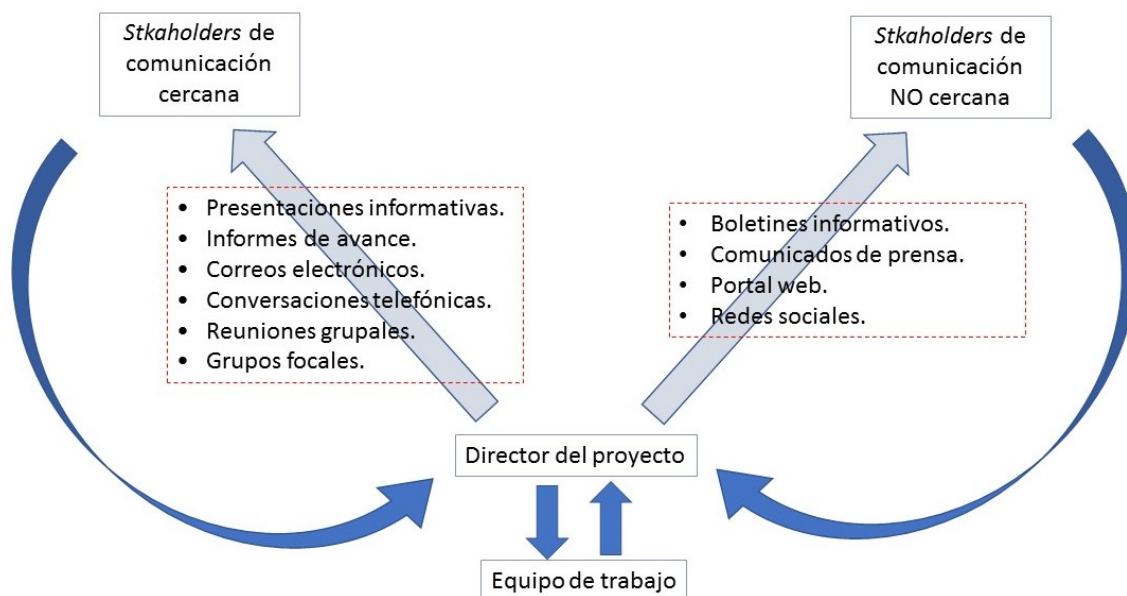 Stkaholders de
comunicación
cercana
Stkaholders de
comunicación
NO cercana
• Presentaciones informativas.
• Informes de avance.
• Correos electrónicos.
• Conversaciones telefónicas.
• Reuniones grupales.
• Grupos focales.
• Boletines informativos.
• Comunicados de prensa.
• Portal web.
• Redes sociales.
Director del proyecto
Equipo de trabajo